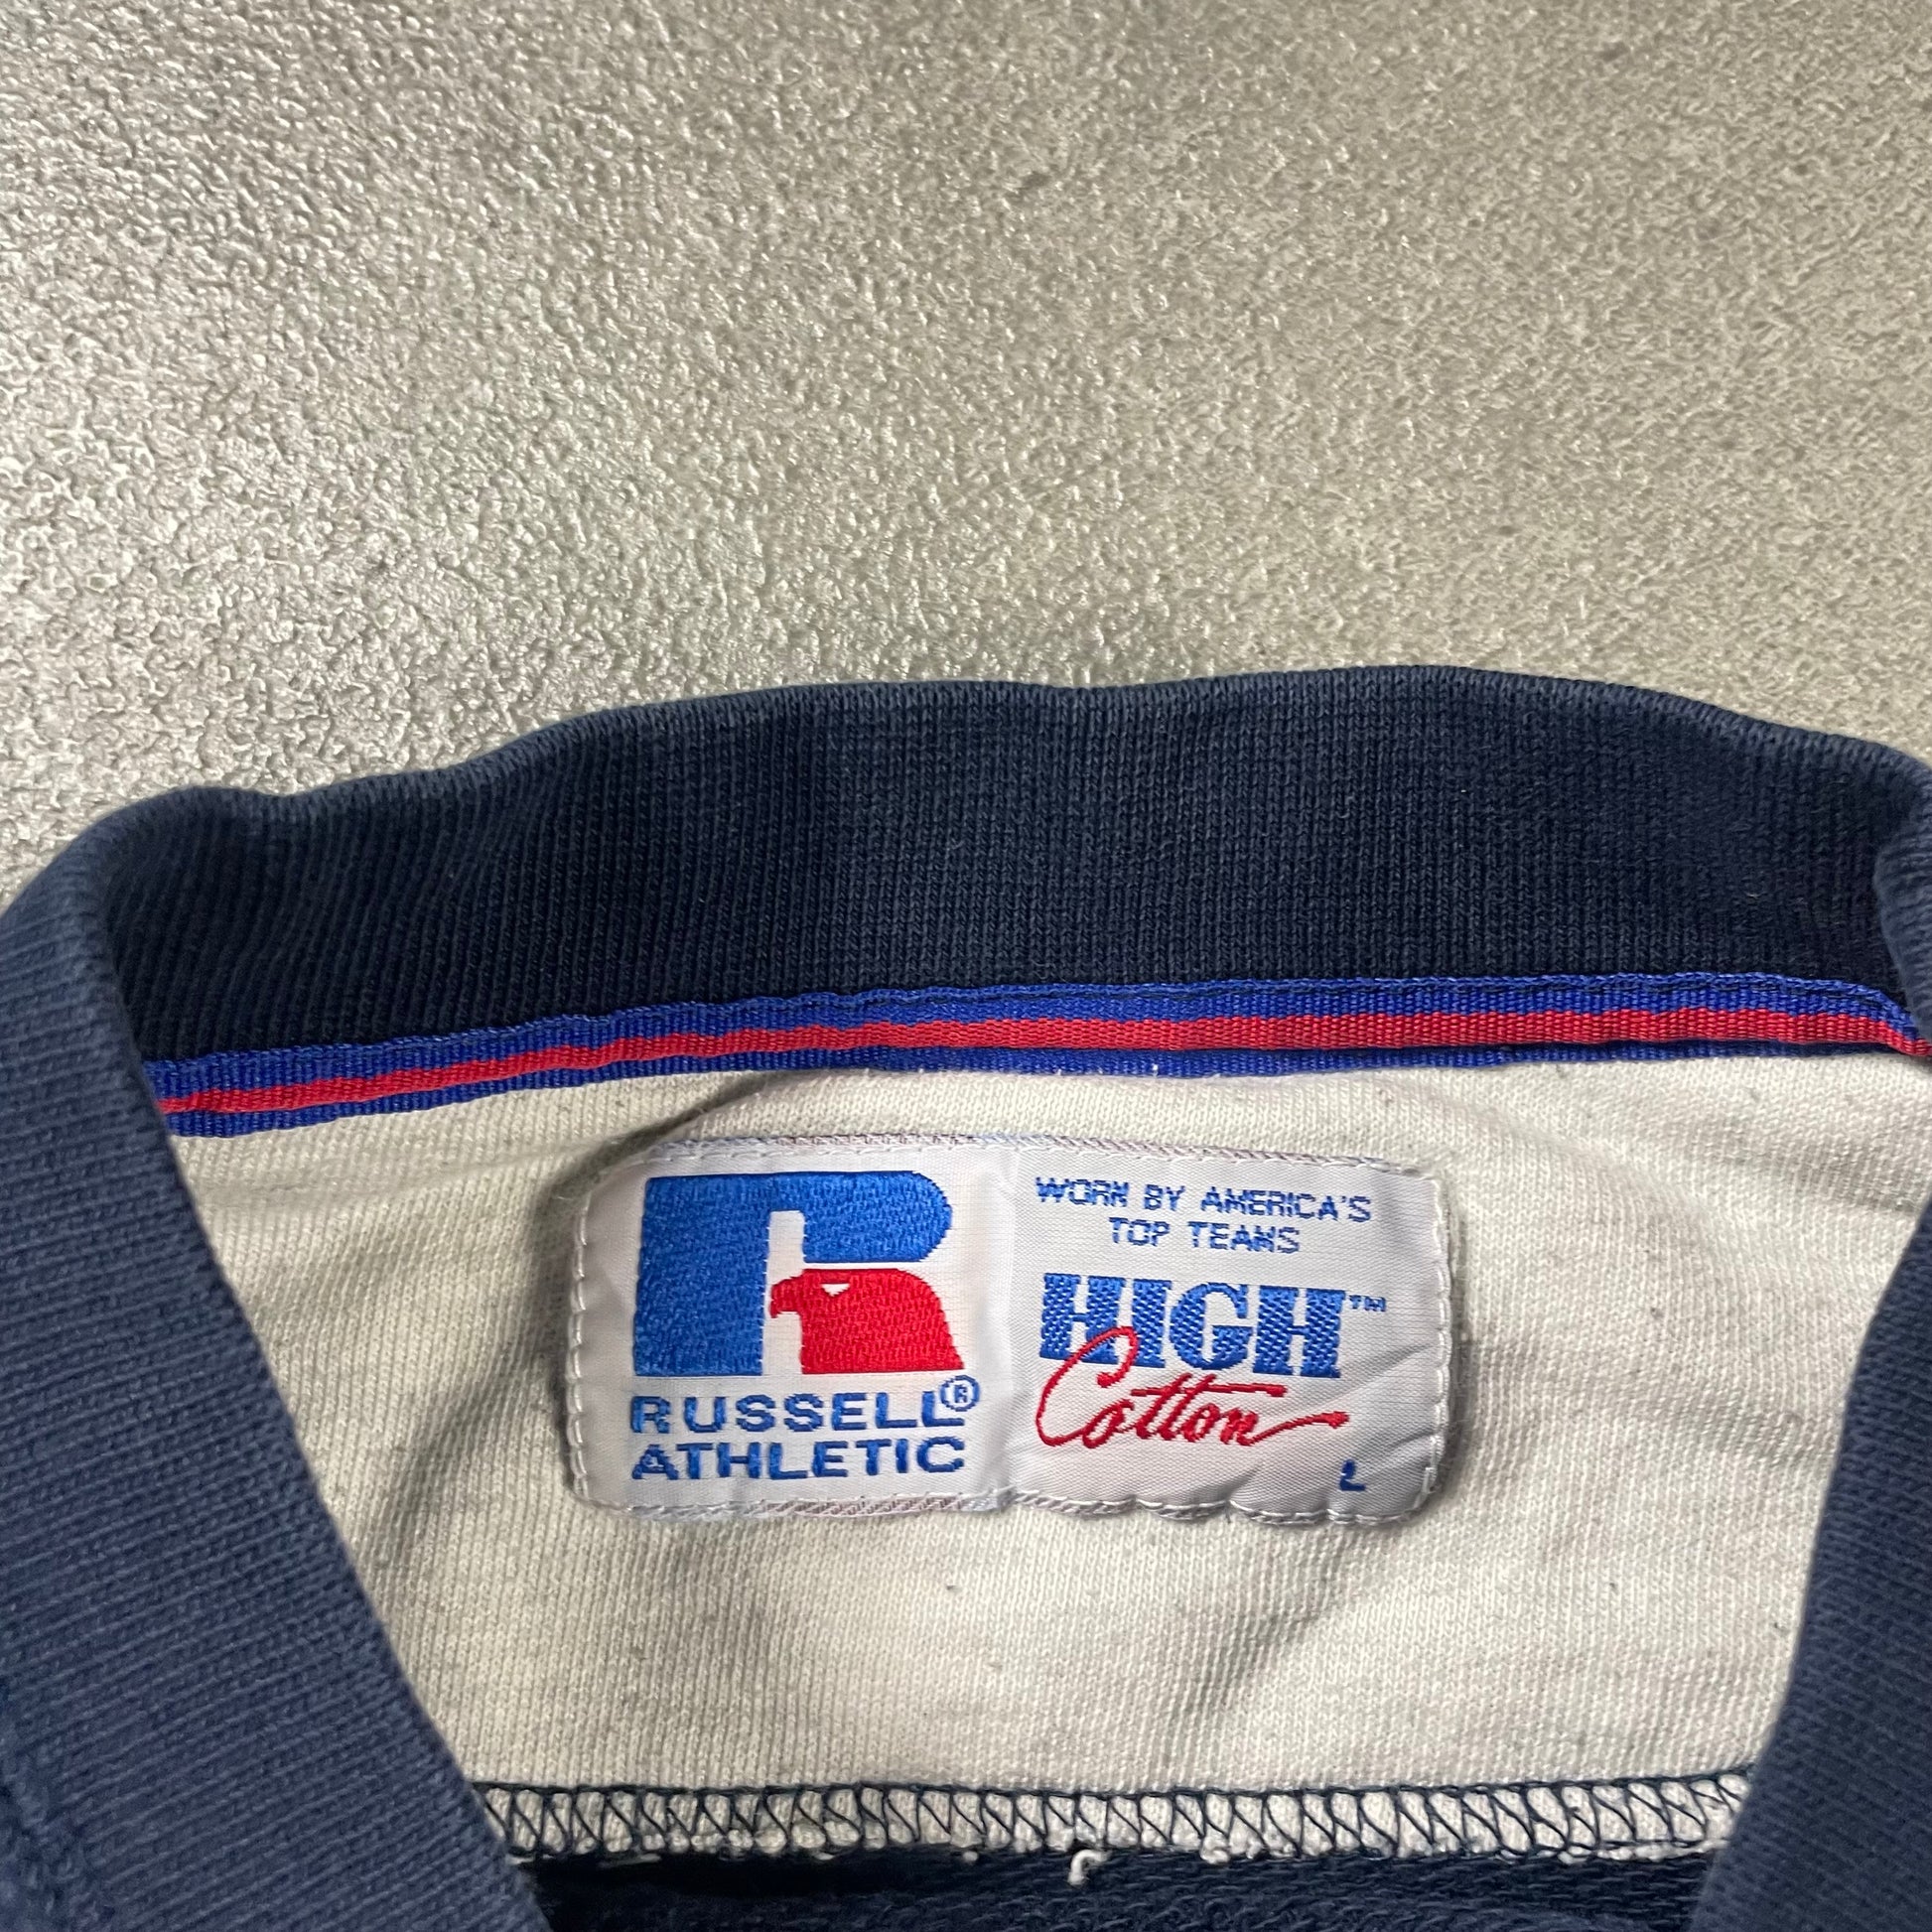 RUSSELL®
ATHLETIC
WORN BY AMERICA'S
TOP TEAMS
HIGH™
Cotton
L